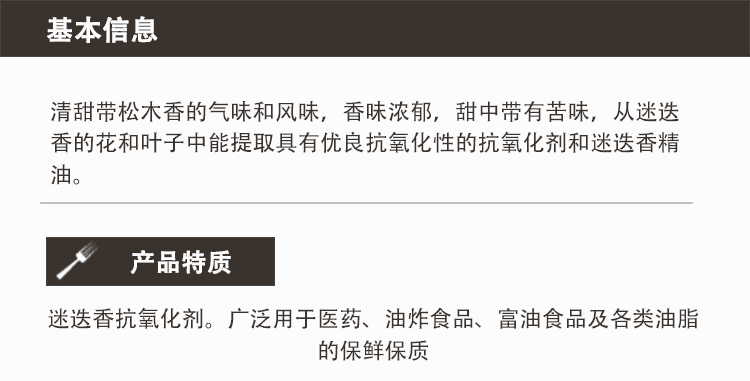 基本信息
清甜带松木香的气味和风味，香味浓郁，甜中带有苦味，从迷迭
香的花和叶子中能提取具有优良抗氧化性的抗氧化剂和迷迭香精
油。
产品特质
迷迭香抗氧化剂。广泛用于医药、油炸食品、富油食品及各类油脂
的保鲜保质